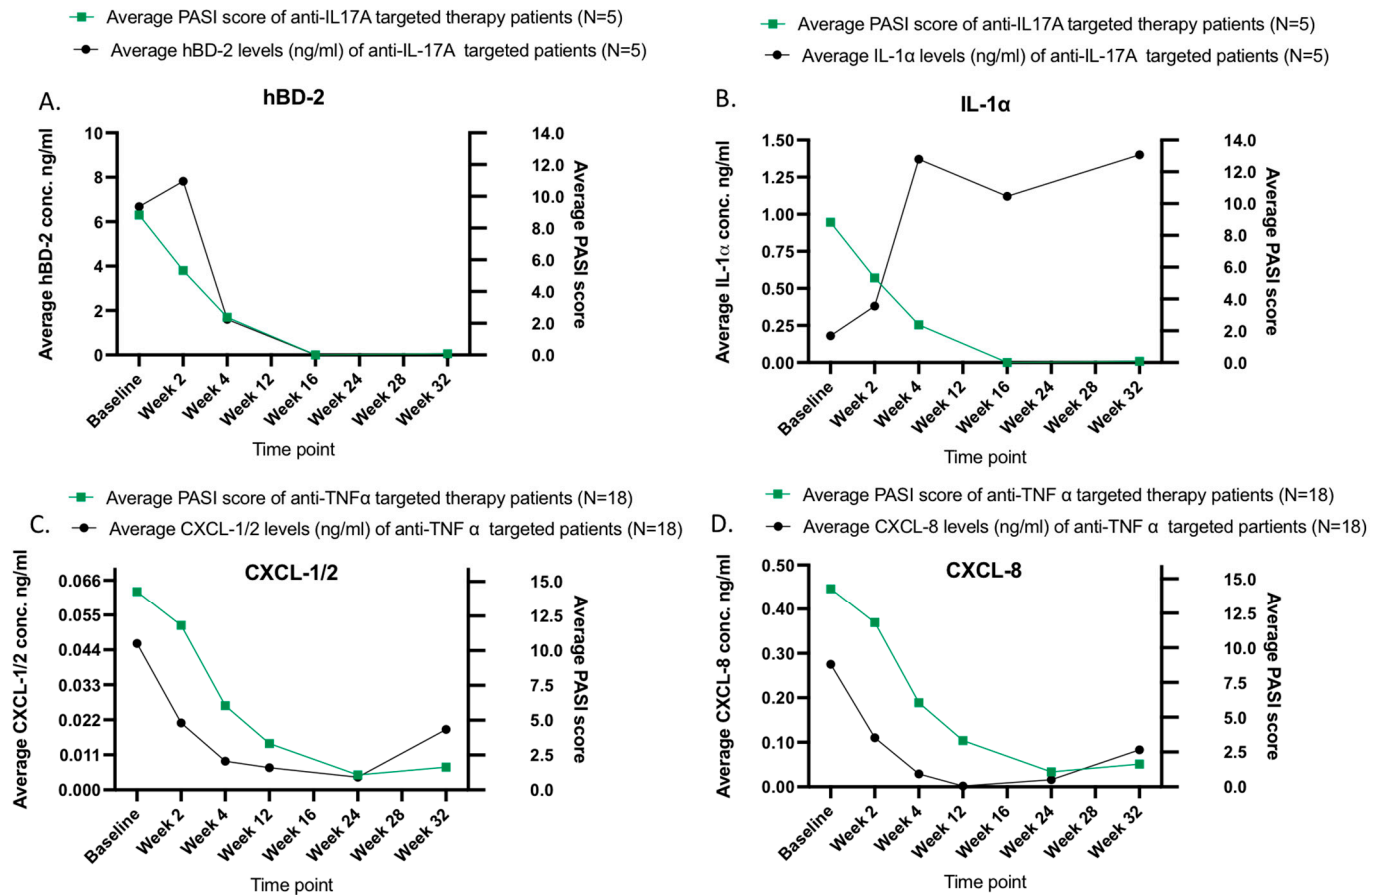 Average PASI score of anti-IL17A targeted therapy patients (N=5)
Average hBD-2 levels (ng/ml) of anti-IL-17A targeted patients (N=5)
A.
hBD-2
Average hBD-2 conc. ng/ml
10
8
6
4
2
0
14.0
12.0
10.0
8.0
6.0
4.0
2.0
0.0
Average PASI score
Baseline
Week 2
Week 4
Week 12
Week 16
Week 24
Week 28
Week 32
Time point
Average PASI score of anti-IL17A targeted therapy patients (N=5)
Average IL-1α levels (ng/ml) of anti-IL-17A targeted patients (N=5)
B.
IL-1α
Average IL-1α conc. ng/ml
1.50
1.25
1.00
0.75
0.50
0.25
0.00
14.0
12.0
10.0
8.0
6.0
4.0
2.0
0.0
Average PASI score
Baseline
Week 2
Week 4
Week 12
Week 16
Week 24
Week 28
Week 32
Time point
Average PASI score of anti-TNFα targeted therapy patients (N=18)
Average CXCL-1/2 levels (ng/ml) of anti-TNF α targeted partients (N=18)
C.
CXCL-1/2
Average CXCL-1/2 conc. ng/ml
0.066
0.055
0.044
0.033
0.022
0.011
0.000
15.0
12.5
10.0
7.5
5.0
2.5
0.0
Average PASI score
Baseline
Week 2
Week 4
Week 12
Week 16
Week 24
Week 28
Week 32
Time point
Average PASI score of anti-TNF α targeted therapy patients (N=18)
Average CXCL-8 levels (ng/ml) of anti-TNF α targeted partients (N=18)
D.
CXCL-8
Average CXCL-8 conc. ng/ml
0.50
0.40
0.30
0.20
0.10
0.00
15.0
12.5
10.0
7.5
5.0
2.5
0.0
Average PASI score
Baseline
Week 2
Week 4
Week 12
Week 16
Week 24
Week 28
Week 32
Time point